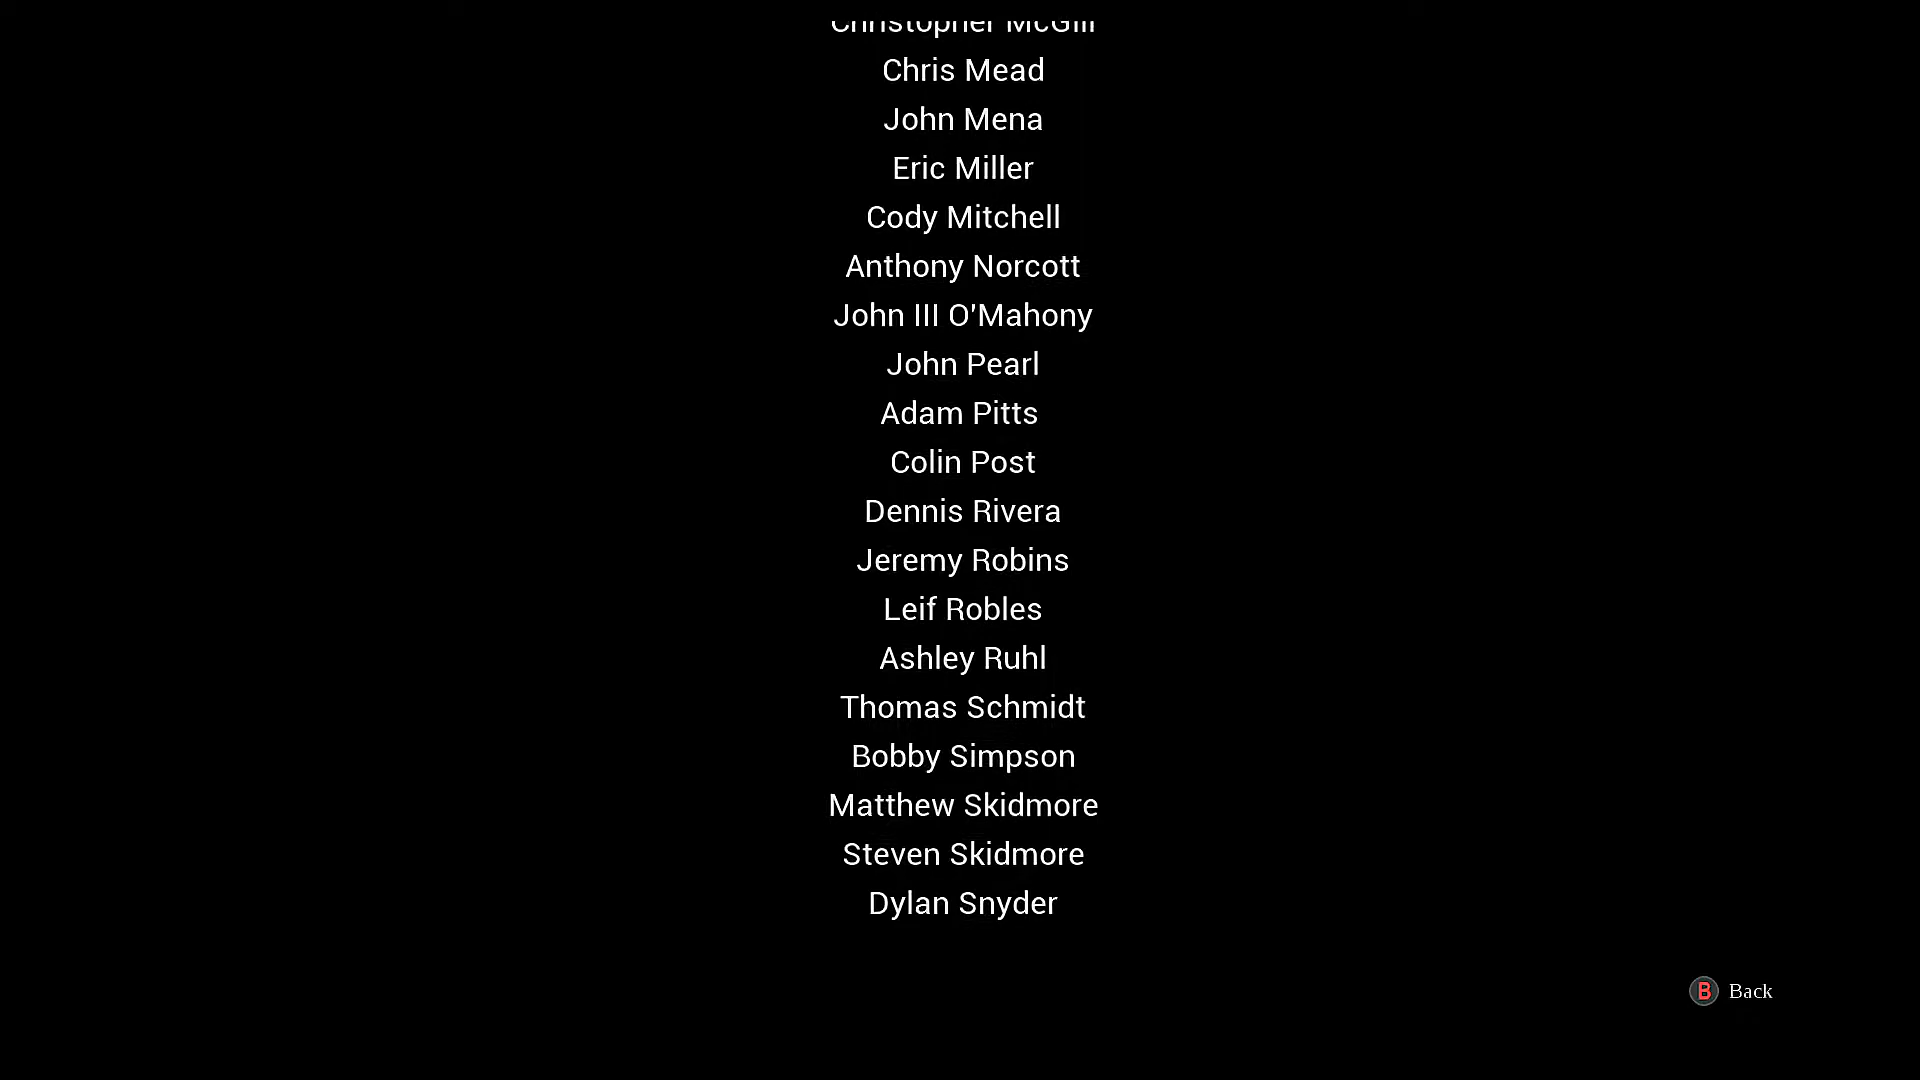 Christopher McGill
Chris Mead
John Mena
Eric Miller
Cody Mitchell
Anthony Norcott
John III O'Mahony
John Pearl
Adam Pitts
Colin Post
Dennis Rivera
Jeremy Robins
Leif Robles
Ashley Ruhl
Thomas Schmidt
Bobby Simpson
Matthew Skidmore
Steven Skidmore
Dylan Snyder
B Back